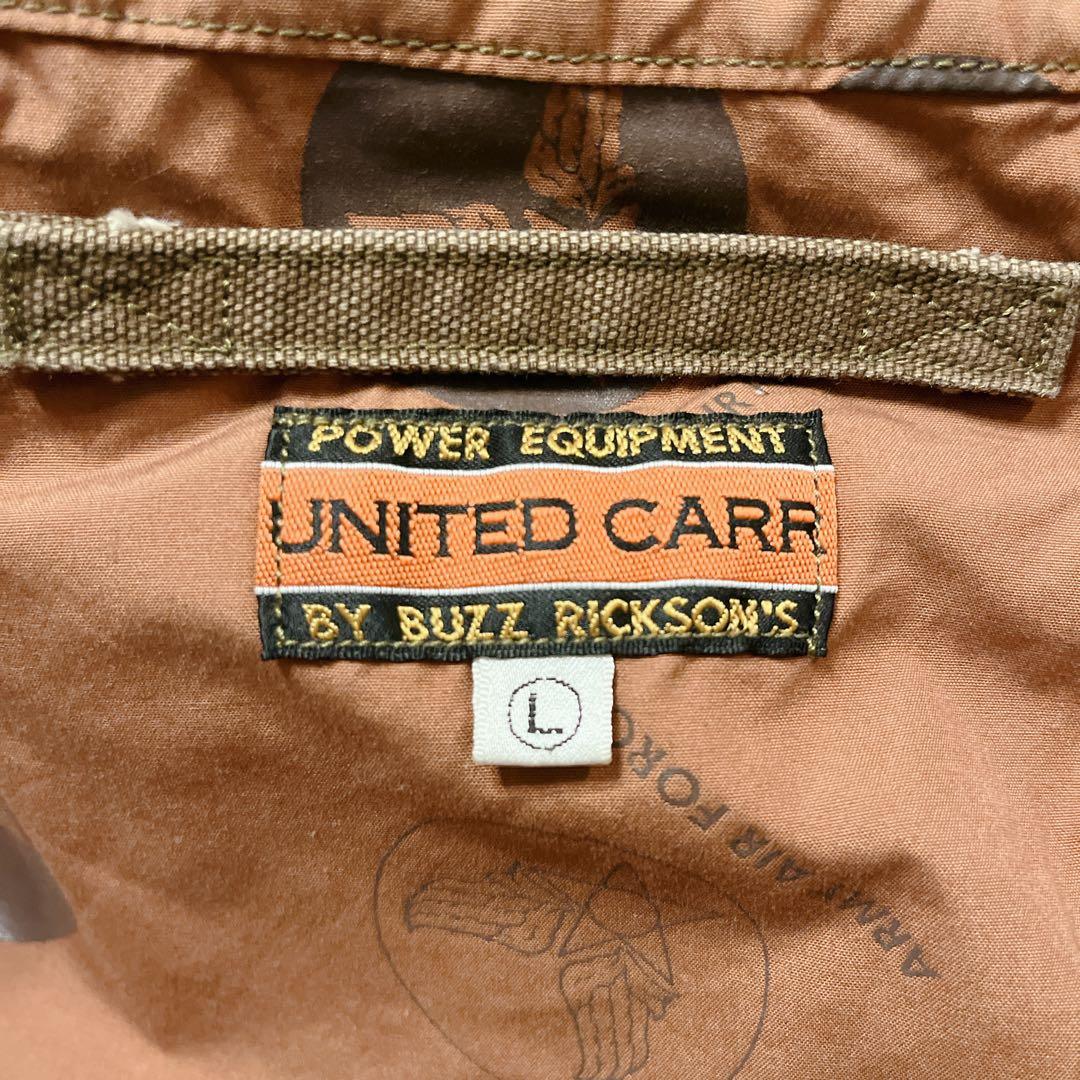 POWER EQUIPMENT
UNITED CARR
BY BUZZ RICKSON'S
L
ARMY AIR FORC